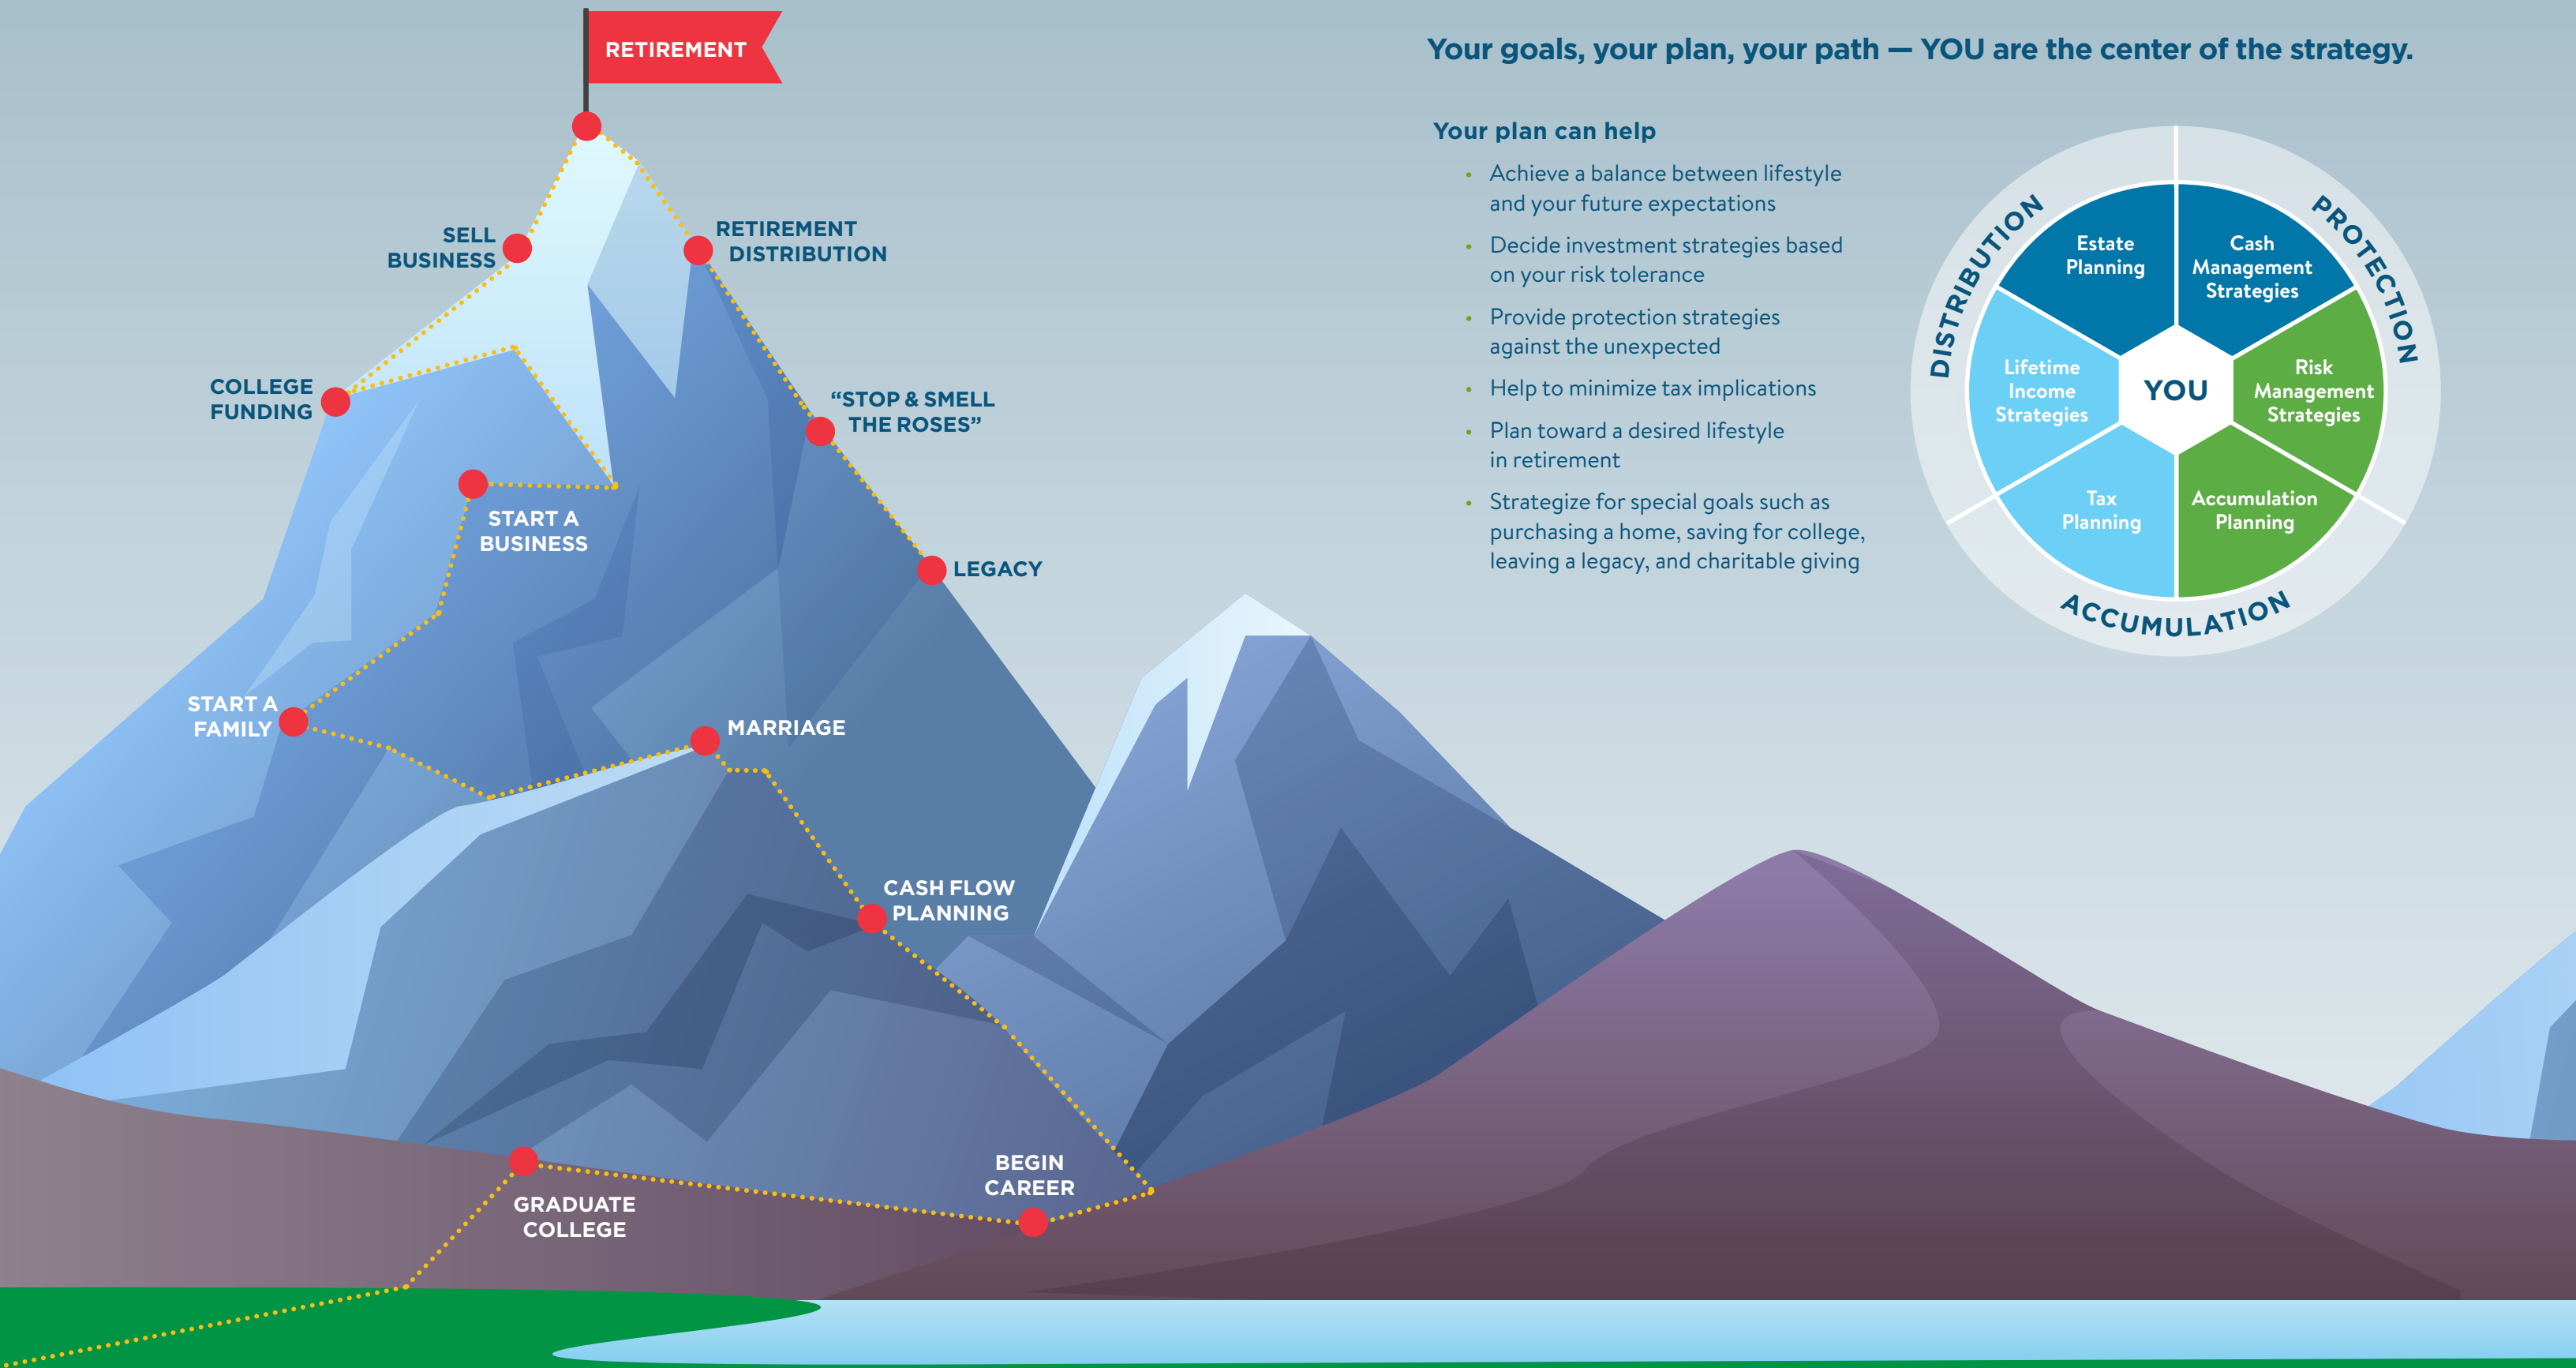 RETIREMENT
SELL
BUSINESS
RETIREMENT
DISTRIBUTION
COLLEGE
FUNDING
“STOP & SMELL
THE ROSES”
START A
BUSINESS
LEGACY
START A
FAMILY
MARRIAGE
CASH FLOW
PLANNING
GRADUATE
COLLEGE
BEGIN
CAREER
Your goals, your plan, your path — YOU are the center of the strategy.
Your plan can help
• Achieve a balance between lifestyle
and your future expectations
• Decide investment strategies based
on your risk tolerance
• Provide protection strategies
against the unexpected
• Help to minimize tax implications
• Plan toward a desired lifestyle
in retirement
• Strategize for special goals such as
purchasing a home, saving for college,
leaving a legacy, and charitable giving
DISTRIBUTION
PROTECTION
ACCUMULATION
Estate
Planning
Cash
Management
Strategies
Lifetime
Income
Strategies
YOU
Risk
Management
Strategies
Tax
Planning
Accumulation
Planning